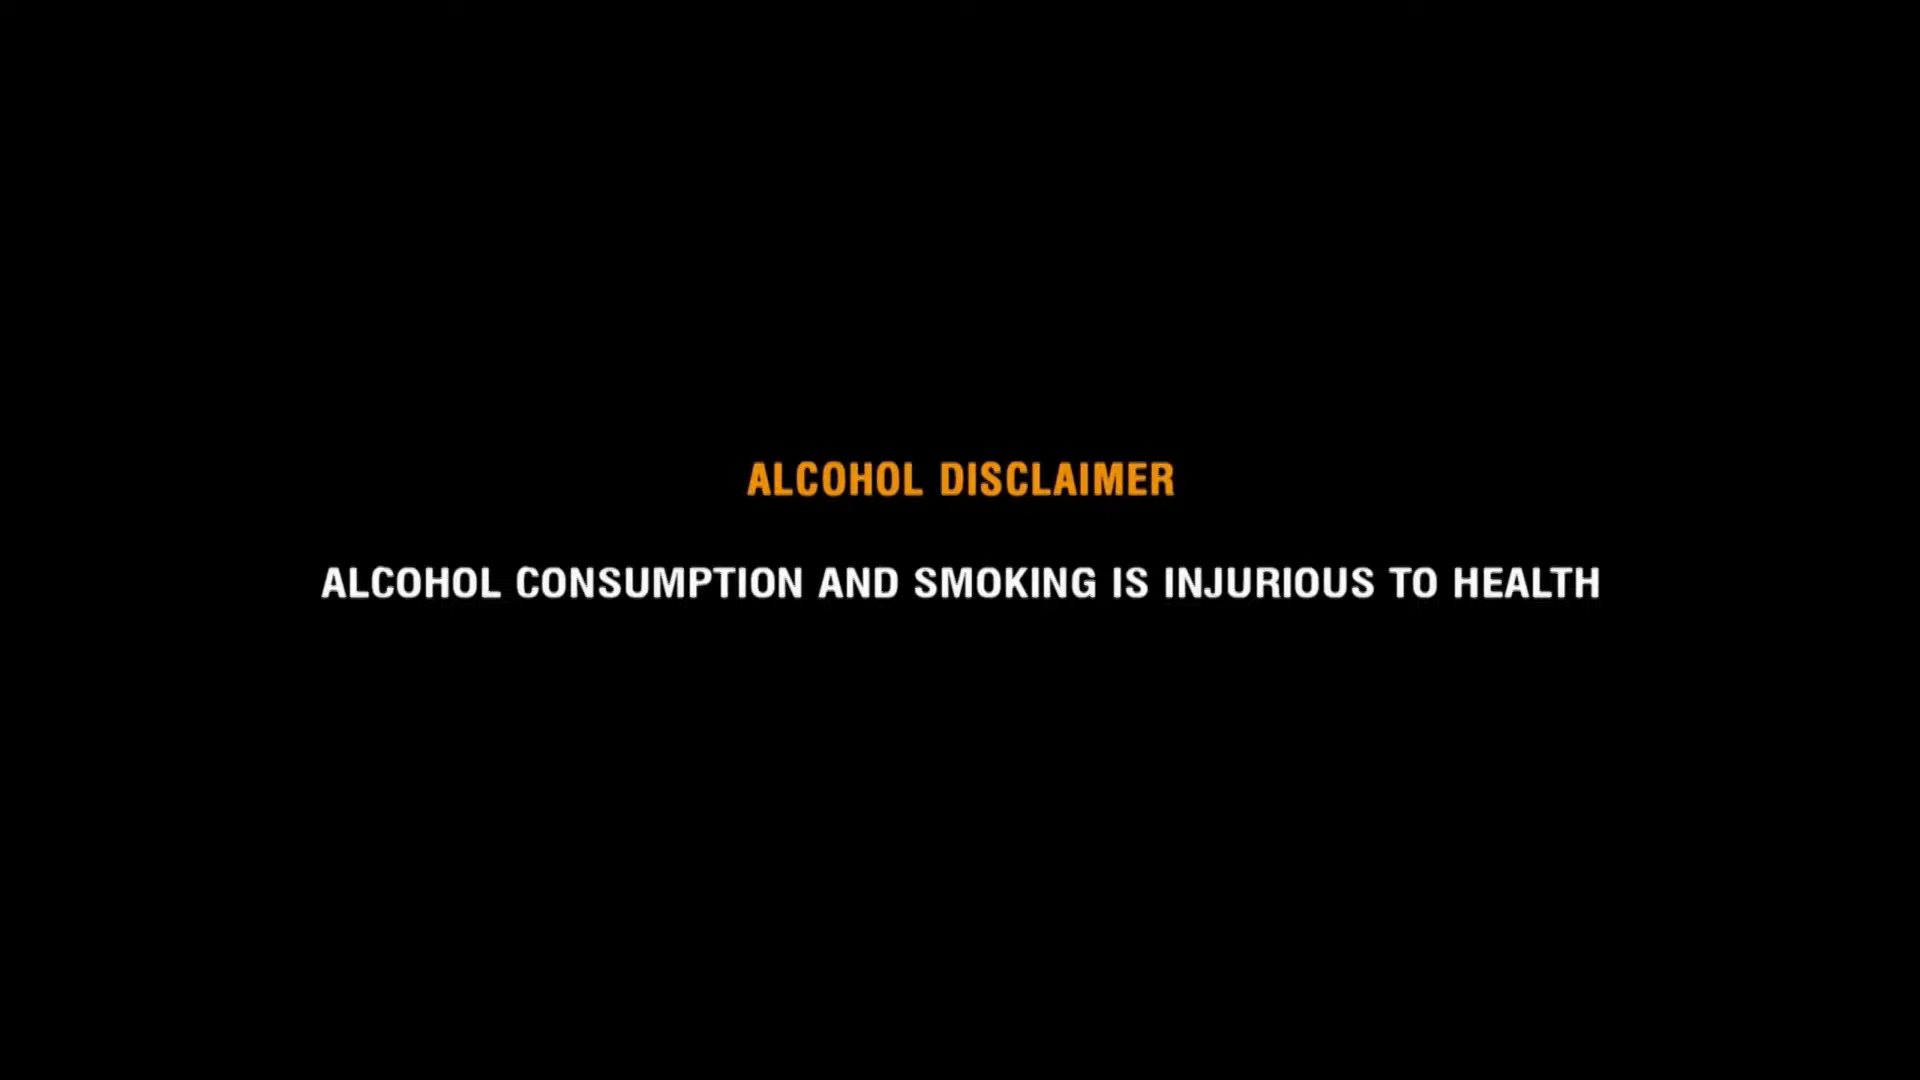 ALCOHOL DISCLAIMER
ALCOHOL CONSUMPTION AND SMOKING IS INJURIOUS TO HEALTH